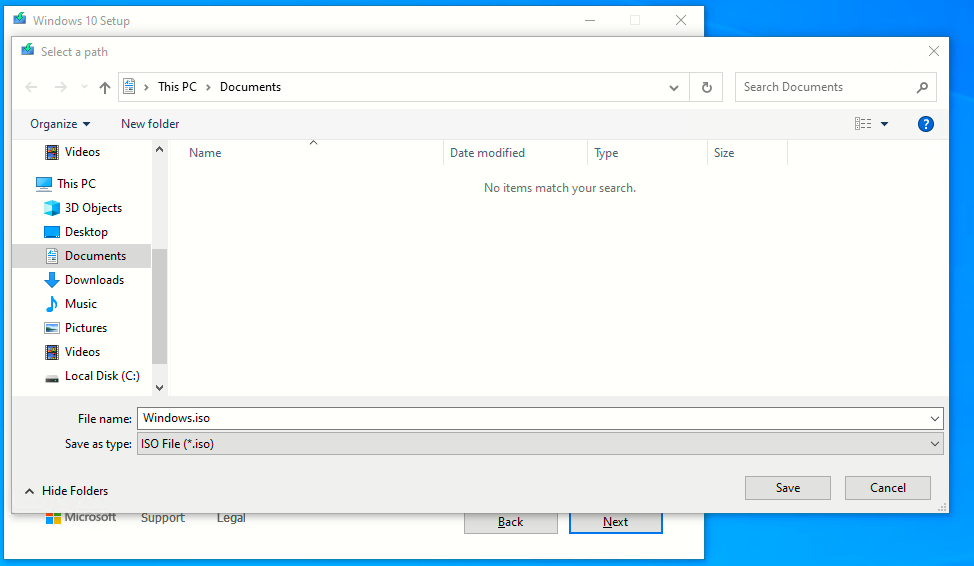 Windows 10 Setup
Select a path
This PC > Documents
Search Documents
Organize
New folder
?
Name
Date modified
Type
Size
No items match your search.
Videos
This PC
3D Objects
Desktop
Documents
Downloads
Music
Pictures
Videos
Local Disk (C:)
File name: Windows.iso
Save as type: ISO File (*.iso)
Hide Folders
Save
Cancel
Microsoft
Support
Legal
Back
Next